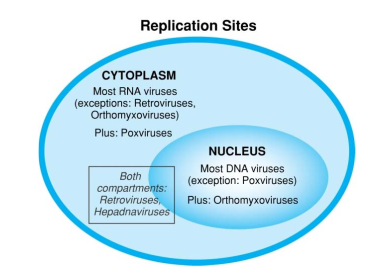 Replication Sites
CYTOPLASM
Most RNA viruses
(exceptions: Retroviruses,
Orthomyxoviruses)
Plus: Poxviruses
NUCLEUS
Most DNA viruses
(exception: Poxviruses)
Plus: Orthomyxoviruses
Both
compartments:
Retroviruses,
Hepadnaviruses